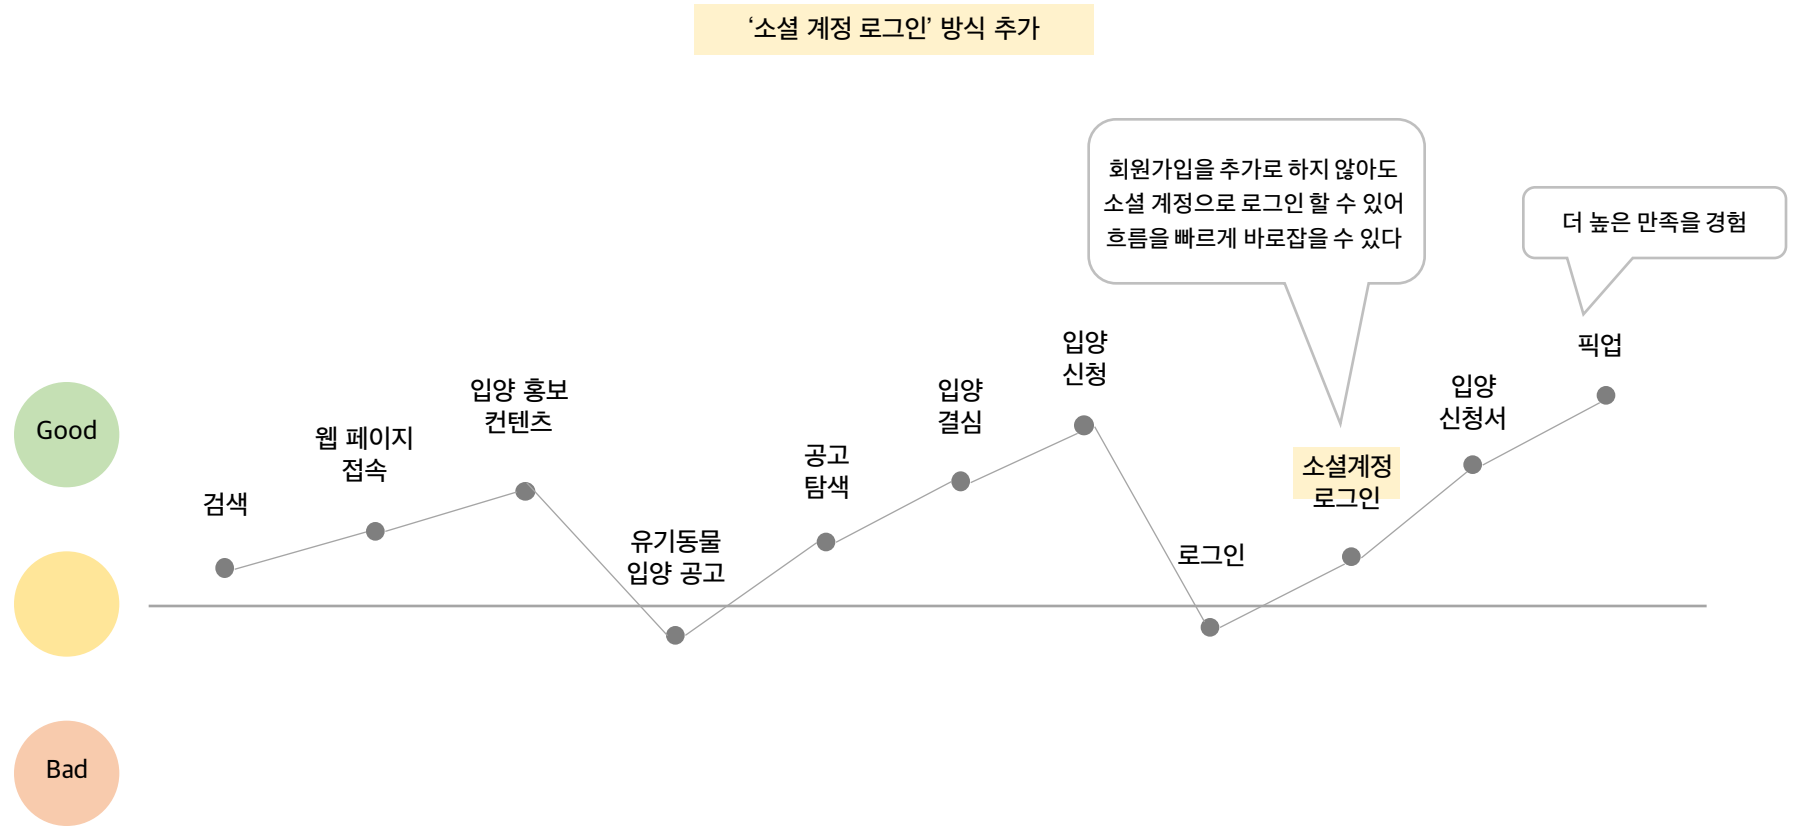 ‘소셜 계정 로그인’ 방식 추가
회원가입을 추가로 하지 않아도
소셜 계정으로 로그인 할 수 있어
흐름을 빠르게 바로잡을 수 있다
더 높은 만족을 경험
Good
Bad
검색
웹 페이지
접속
입양 홍보
컨텐츠
유기동물
입양 공고
공고
탐색
입양
결심
입양
신청
로그인
소셜계정
로그인
입양
신청서
픽업